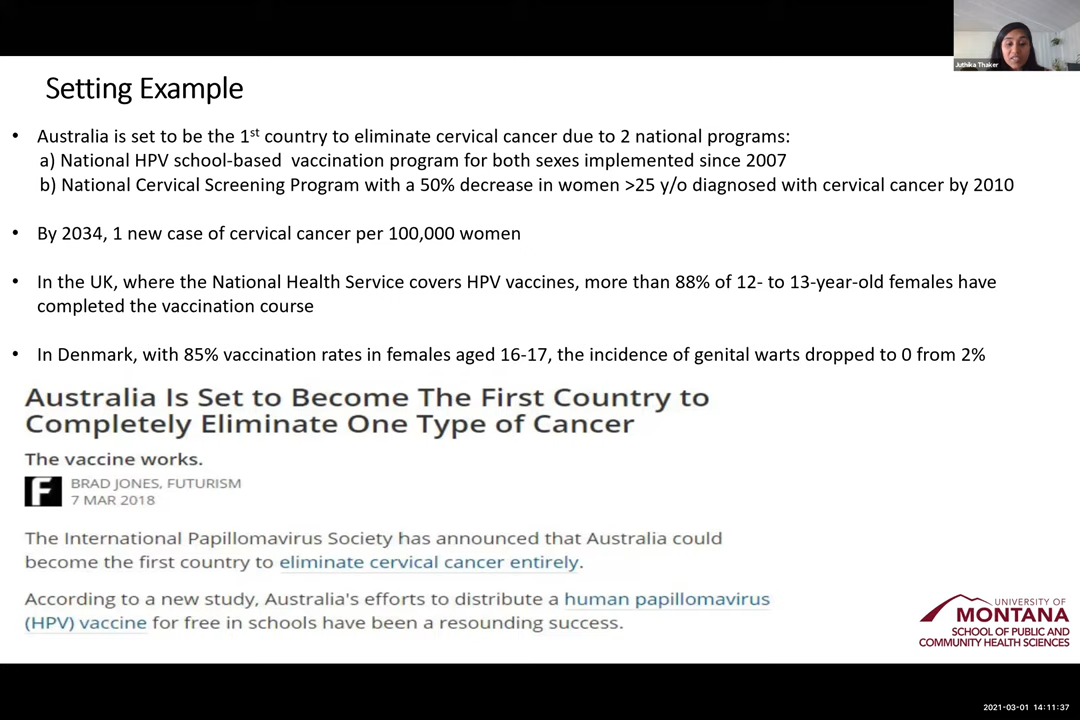 Juthika Thaker
Setting Example
• Australia is set to be the 1st country to eliminate cervical cancer due to 2 national programs:
a) National HPV school-based vaccination program for both sexes implemented since 2007
b) National Cervical Screening Program with a 50% decrease in women >25 y/o diagnosed with cervical cancer by 2010
• By 2034, 1 new case of cervical cancer per 100,000 women
• In the UK, where the National Health Service covers HPV vaccines, more than 88% of 12- to 13-year-old females have
completed the vaccination course
• In Denmark, with 85% vaccination rates in females aged 16-17, the incidence of genital warts dropped to 0 from 2%
Australia Is Set to Become The First Country to
Completely Eliminate One Type of Cancer
The vaccine works.
F
BRAD JONES, FUTURISM
7 MAR 2018
The International Papillomavirus Society has announced that Australia could
become the first country to eliminate cervical cancer entirely.
According to a new study, Australia's efforts to distribute a human papillomavirus
(HPV) vaccine for free in schools have been a resounding success.
UNIVERSITY OF
MONTANA
SCHOOL OF PUBLIC AND
COMMUNITY HEALTH SCIENCES
2021-03-01 14:11:37